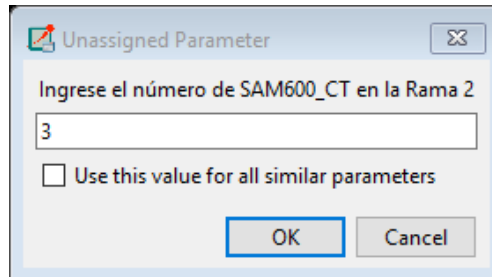 Unassigned Parameter
Ingrese el número de SAM600_CT en la Rama 2
3
Use this value for all similar parameters
OK Cancel